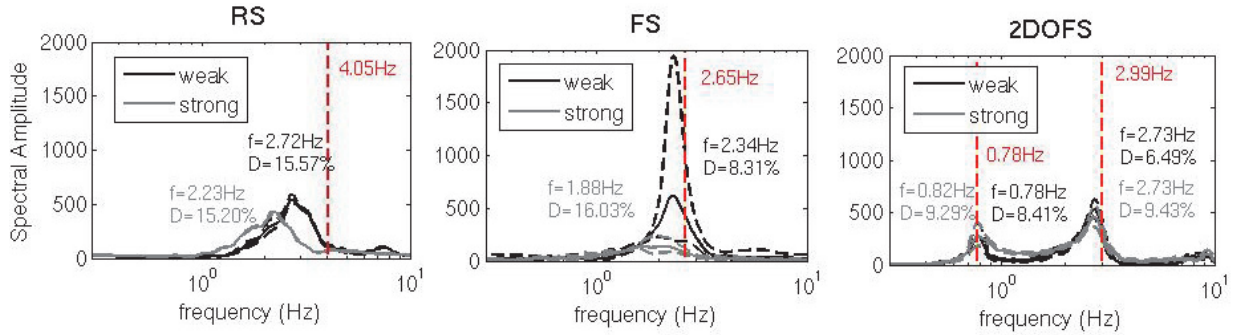 RS
FS
2DOFS
Spectral Amplitude
2000
1500
1000
500
0
weak
strong
4.05Hz
f=2.72Hz
D=15.57%
f=2.23Hz
D=15.20%
10⁰
10¹
frequency (Hz)
2000
1500
1000
500
0
weak
strong
2.65Hz
f=2.34Hz
D=8.31%
f=1.88Hz
D=16.03%
10⁰
10¹
frequency (Hz)
2000
1500
1000
500
0
weak
strong
2.99Hz
0.78Hz
f=2.73Hz
D=6.49%
f=0.82Hz
D=9.29%
f=0.78Hz
D=8.41%
f=2.73Hz
D=9.43%
10⁰
10¹
frequency (Hz)